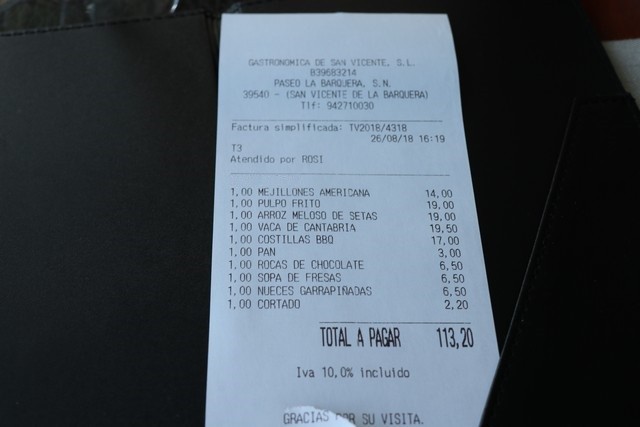 GASTRONOMICA DE SAN VICENTE, S.L.
B39683214
PASEO LA BARQUERA, S.N.
39540 - (SAN VICENTE DE LA BARQUERA)
Tlf: 942710030
Factura simplificada: TV2018/4318
26/08/18 16:19
T3
Atendido por ROSI
1,00 MEJILLONES AMERICANA 14,00
1,00 PULPO FRITO 19,00
1,00 ARROZ MELOSO DE SETAS 19,00
1,00 VACA DE CANTABRIA 19,50
1,00 COSTILLAS BBQ 17,00
1,00 PAN 3,00
1,00 ROCAS DE CHOCOLATE 6,50
1,00 SOPA DE FRESAS 6,50
1,00 NUECES GARRAPIÑADAS 6,50
1,00 CORTADO 2,20
TOTAL A PAGAR 113,20
Iva 10,0% incluido
GRACIAS POR SU VISITA.